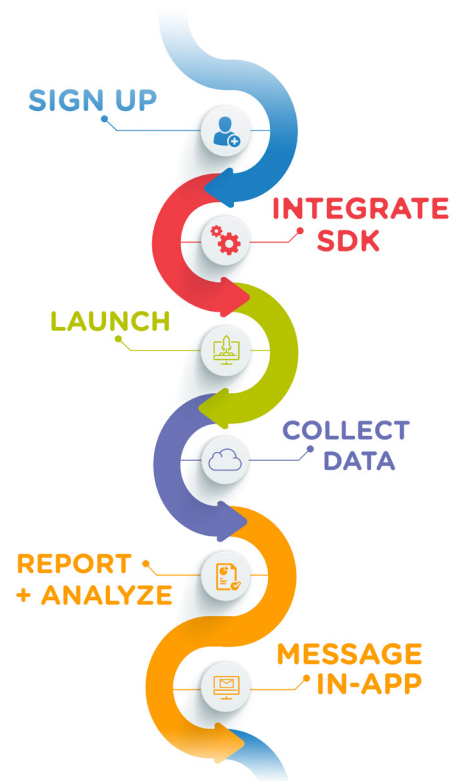 SIGN UP
INTEGRATE
SDK
LAUNCH
COLLECT
DATA
REPORT
+ ANALYZE
MESSAGE
IN-APP